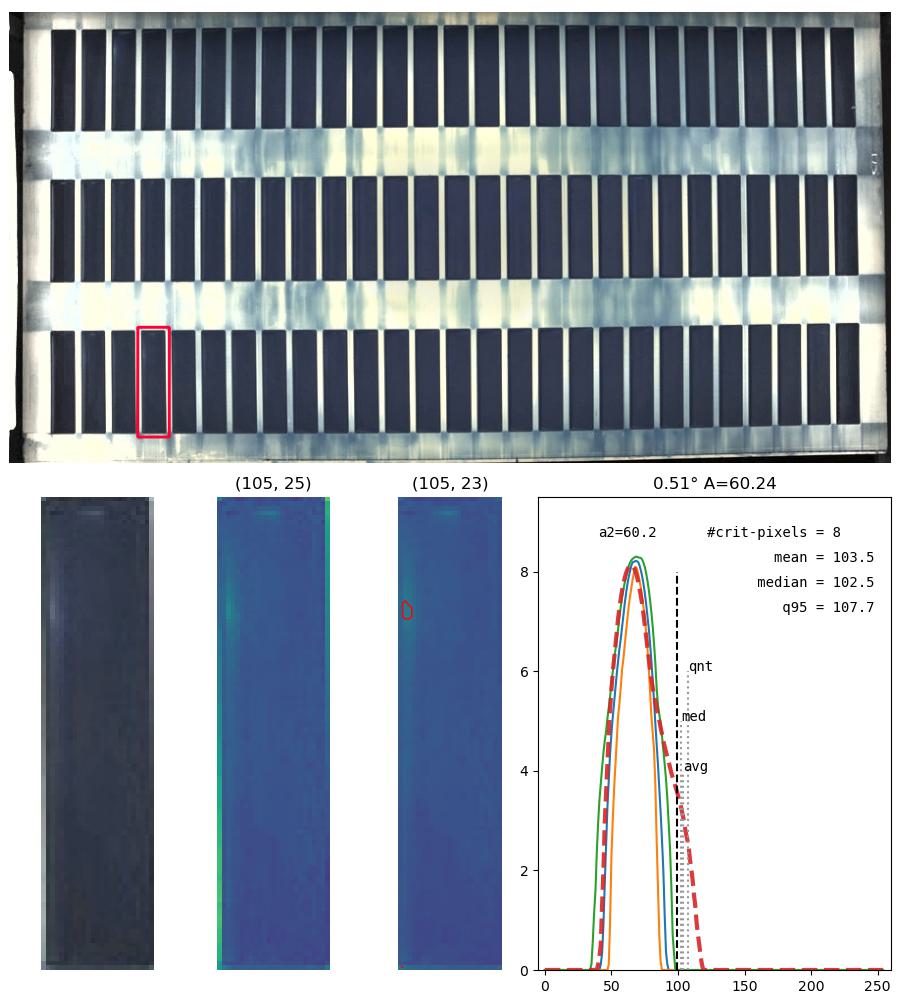 (105, 25)
(105, 23)
0.51° A=60.24
a2=60.2
#crit-pixels = 8
mean = 103.5
median = 102.5
q95 = 107.7
qnt
med
avg
8
6
4
2
0
0 50 100 150 200 250